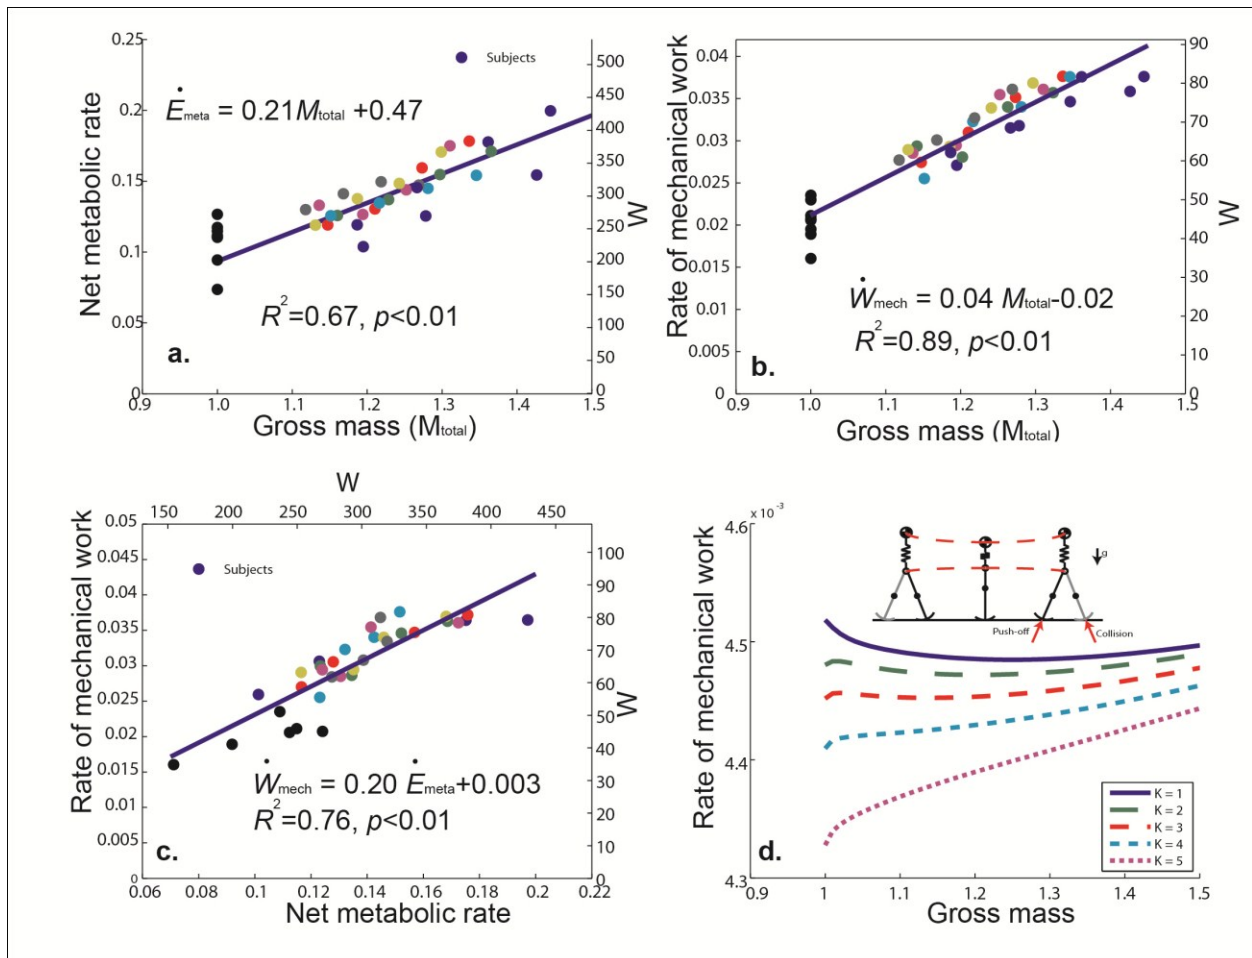 0.25
0.2
0.15
0.1
0.05
0
Net metabolic rate
Subjects
Ėmeta = 0.21Mtotal +0.47
R²=0.67, p<0.01
a.
500
450
400
350
300
250
200
150
100
50
0
W
0.9 1.0 1.1 1.2 1.3 1.4 1.5
Gross mass (Mtotal)
0.04
0.035
0.03
0.025
0.02
0.015
0.01
0.005
0
Rate of mechanical work
Ẇmech = 0.04 Mtotal-0.02
R²=0.89, p<0.01
b.
90
80
70
60
50
40
30
20
10
0
W
0.9 1.0 1.1 1.2 1.3 1.4 1.5
Gross mass (Mtotal)
W
150 200 250 300 350 400 450
0.05
0.045
0.04
0.035
0.03
0.025
0.02
0.015
0.01
0.005
0
Rate of mechanical work
Subjects
Ẇmech = 0.20 Ėmeta+0.003
R²=0.76, p<0.01
c.
100
90
80
70
60
50
40
30
20
10
0
W
0.06 0.08 0.1 0.12 0.14 0.16 0.18 0.2 0.22
Net metabolic rate
x 10⁻³
4.6
4.5
4.4
4.3
Rate of mechanical work
g
Push-off
Collision
K = 1
K = 2
K = 3
K = 4
K = 5
d.
0.9 1 1.1 1.2 1.3 1.4 1.5
Gross mass